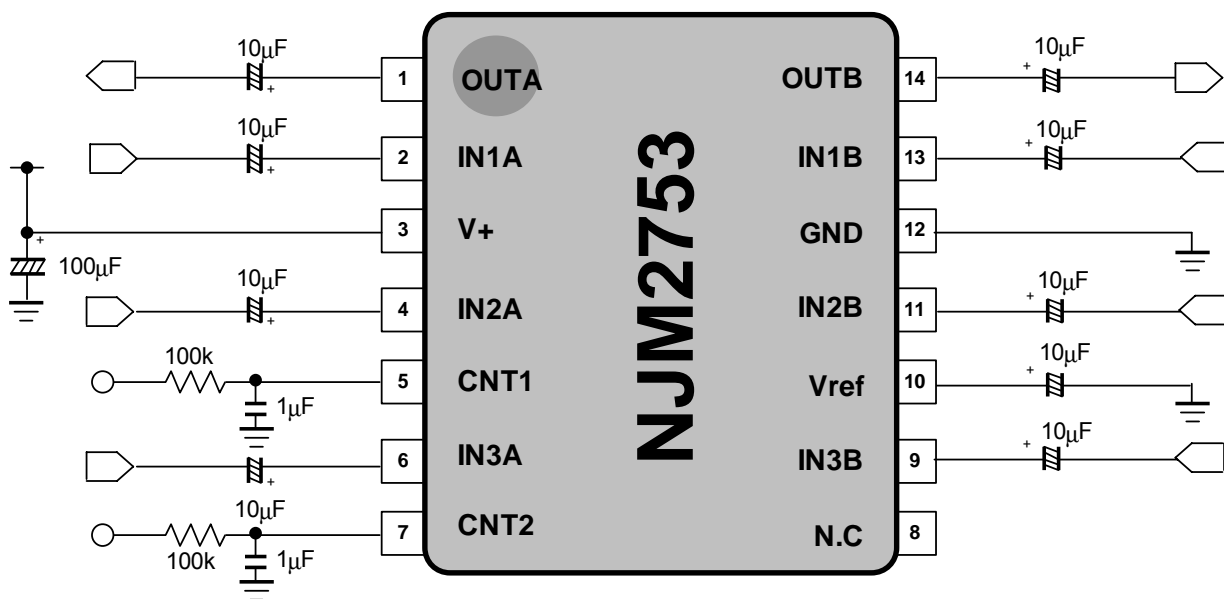 10μF
1
OUTA
OUTB
14
10μF
+
+
10μF
2
IN1A
IN1B
13
10μF
+
+
3
V+
GND
12
+
100μF
10μF
4
IN2A
IN2B
11
10μF
+
+
100k
5
CNT1
Vref
10
10μF
+
1μF
6
IN3A
IN3B
9
10μF
+
+
10μF
7
CNT2
N.C
8
100k
1μF
NJM2753